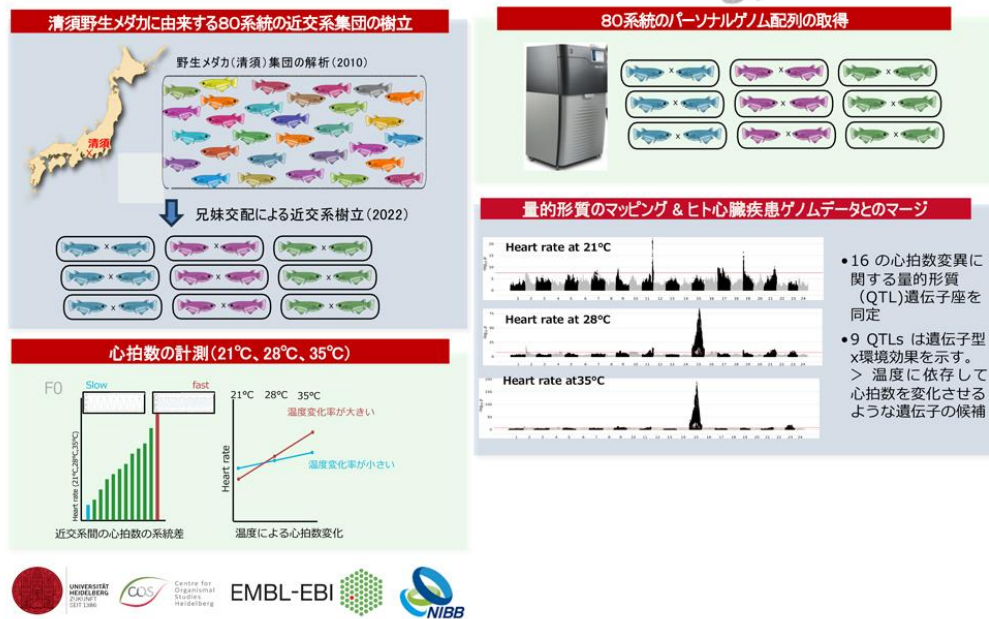 清須野生メダカに由来する80系統の近交系集団の樹立
野生メダカ(清須)集団の解析(2010)
清須
兄妹交配による近交系樹立(2022)
x x x
x x x
x x x
心拍数の計測(21℃、28℃、35℃)
F0
Slow
fast
Heart rate (21℃,28℃,35℃)
近交系間の心拍数の系統差
21℃ 28℃ 35℃
温度変化率が大きい
温度変化率が小さい
Heart rate
温度による心拍数変化
80系統のパーソナルゲノム配列の取得
x x x
x x x
x x x
量的形質のマッピング & ヒト心臓疾患ゲノムデータとのマージ
Heart rate at 21℃
Heart rate at 28℃
Heart rate at35℃
•16 の心拍数変異に
関する量的形質
(QTL)遺伝子座を
同定
•9 QTLs は遺伝子型
x環境効果を示す。
> 温度に依存して
心拍数を変化させる
ような遺伝子の候補
UNIVERSITÄT
HEIDELBERG
ZUKUNFT
SEIT 1386
COS
Centre for
Organismal
Studies
Heidelberg
EMBL-EBI
NIBB